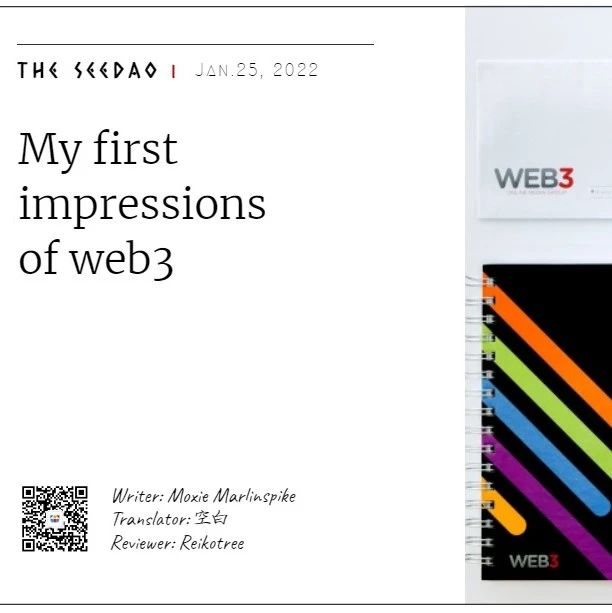 THE SEEDAO | JAN.25, 2022
My first
impressions
of web3
Writer: Moxie Marlinspike
Translator: 空白
Reviewer: Reikotree
WEB3
WEB3